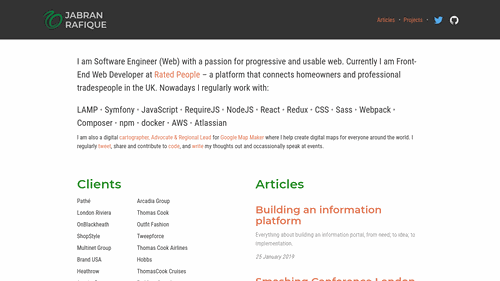 JABRAN
RAFIQUE
Articles • Projects •
I am Software Engineer (Web) with a passion for progressive and usable web. Currently I am Front-
End Web Developer at Rated People – a platform that connects homeowners and professional
tradespeople in the UK. Nowadays I regularly work with:
LAMP • Symfony • JavaScript • RequireJS • NodeJS • React • Redux • CSS • Sass • Webpack •
Composer • npm • docker • AWS • Atlassian
I am also a digital cartographer, Advocate & Regional Lead for Google Map Maker where I help create digital maps for everyone around the world. I
regularly tweet, share and contribute to code, and write my thoughts out and occassionally speak at events.
Clients
Pathé
London Riviera
OnBlackheath
ShopStyle
Multinet Group
Brand USA
Heathrow
Arcadia Group
Thomas Cook
Outfit Fashion
Tweepforce
Thomas Cook Airlines
Hobbs
ThomasCook Cruises
Articles
Building an information
platform
Everything about building an information portal, from need, to idea, to
implementation.
25 January 2019
Smashing Conference London